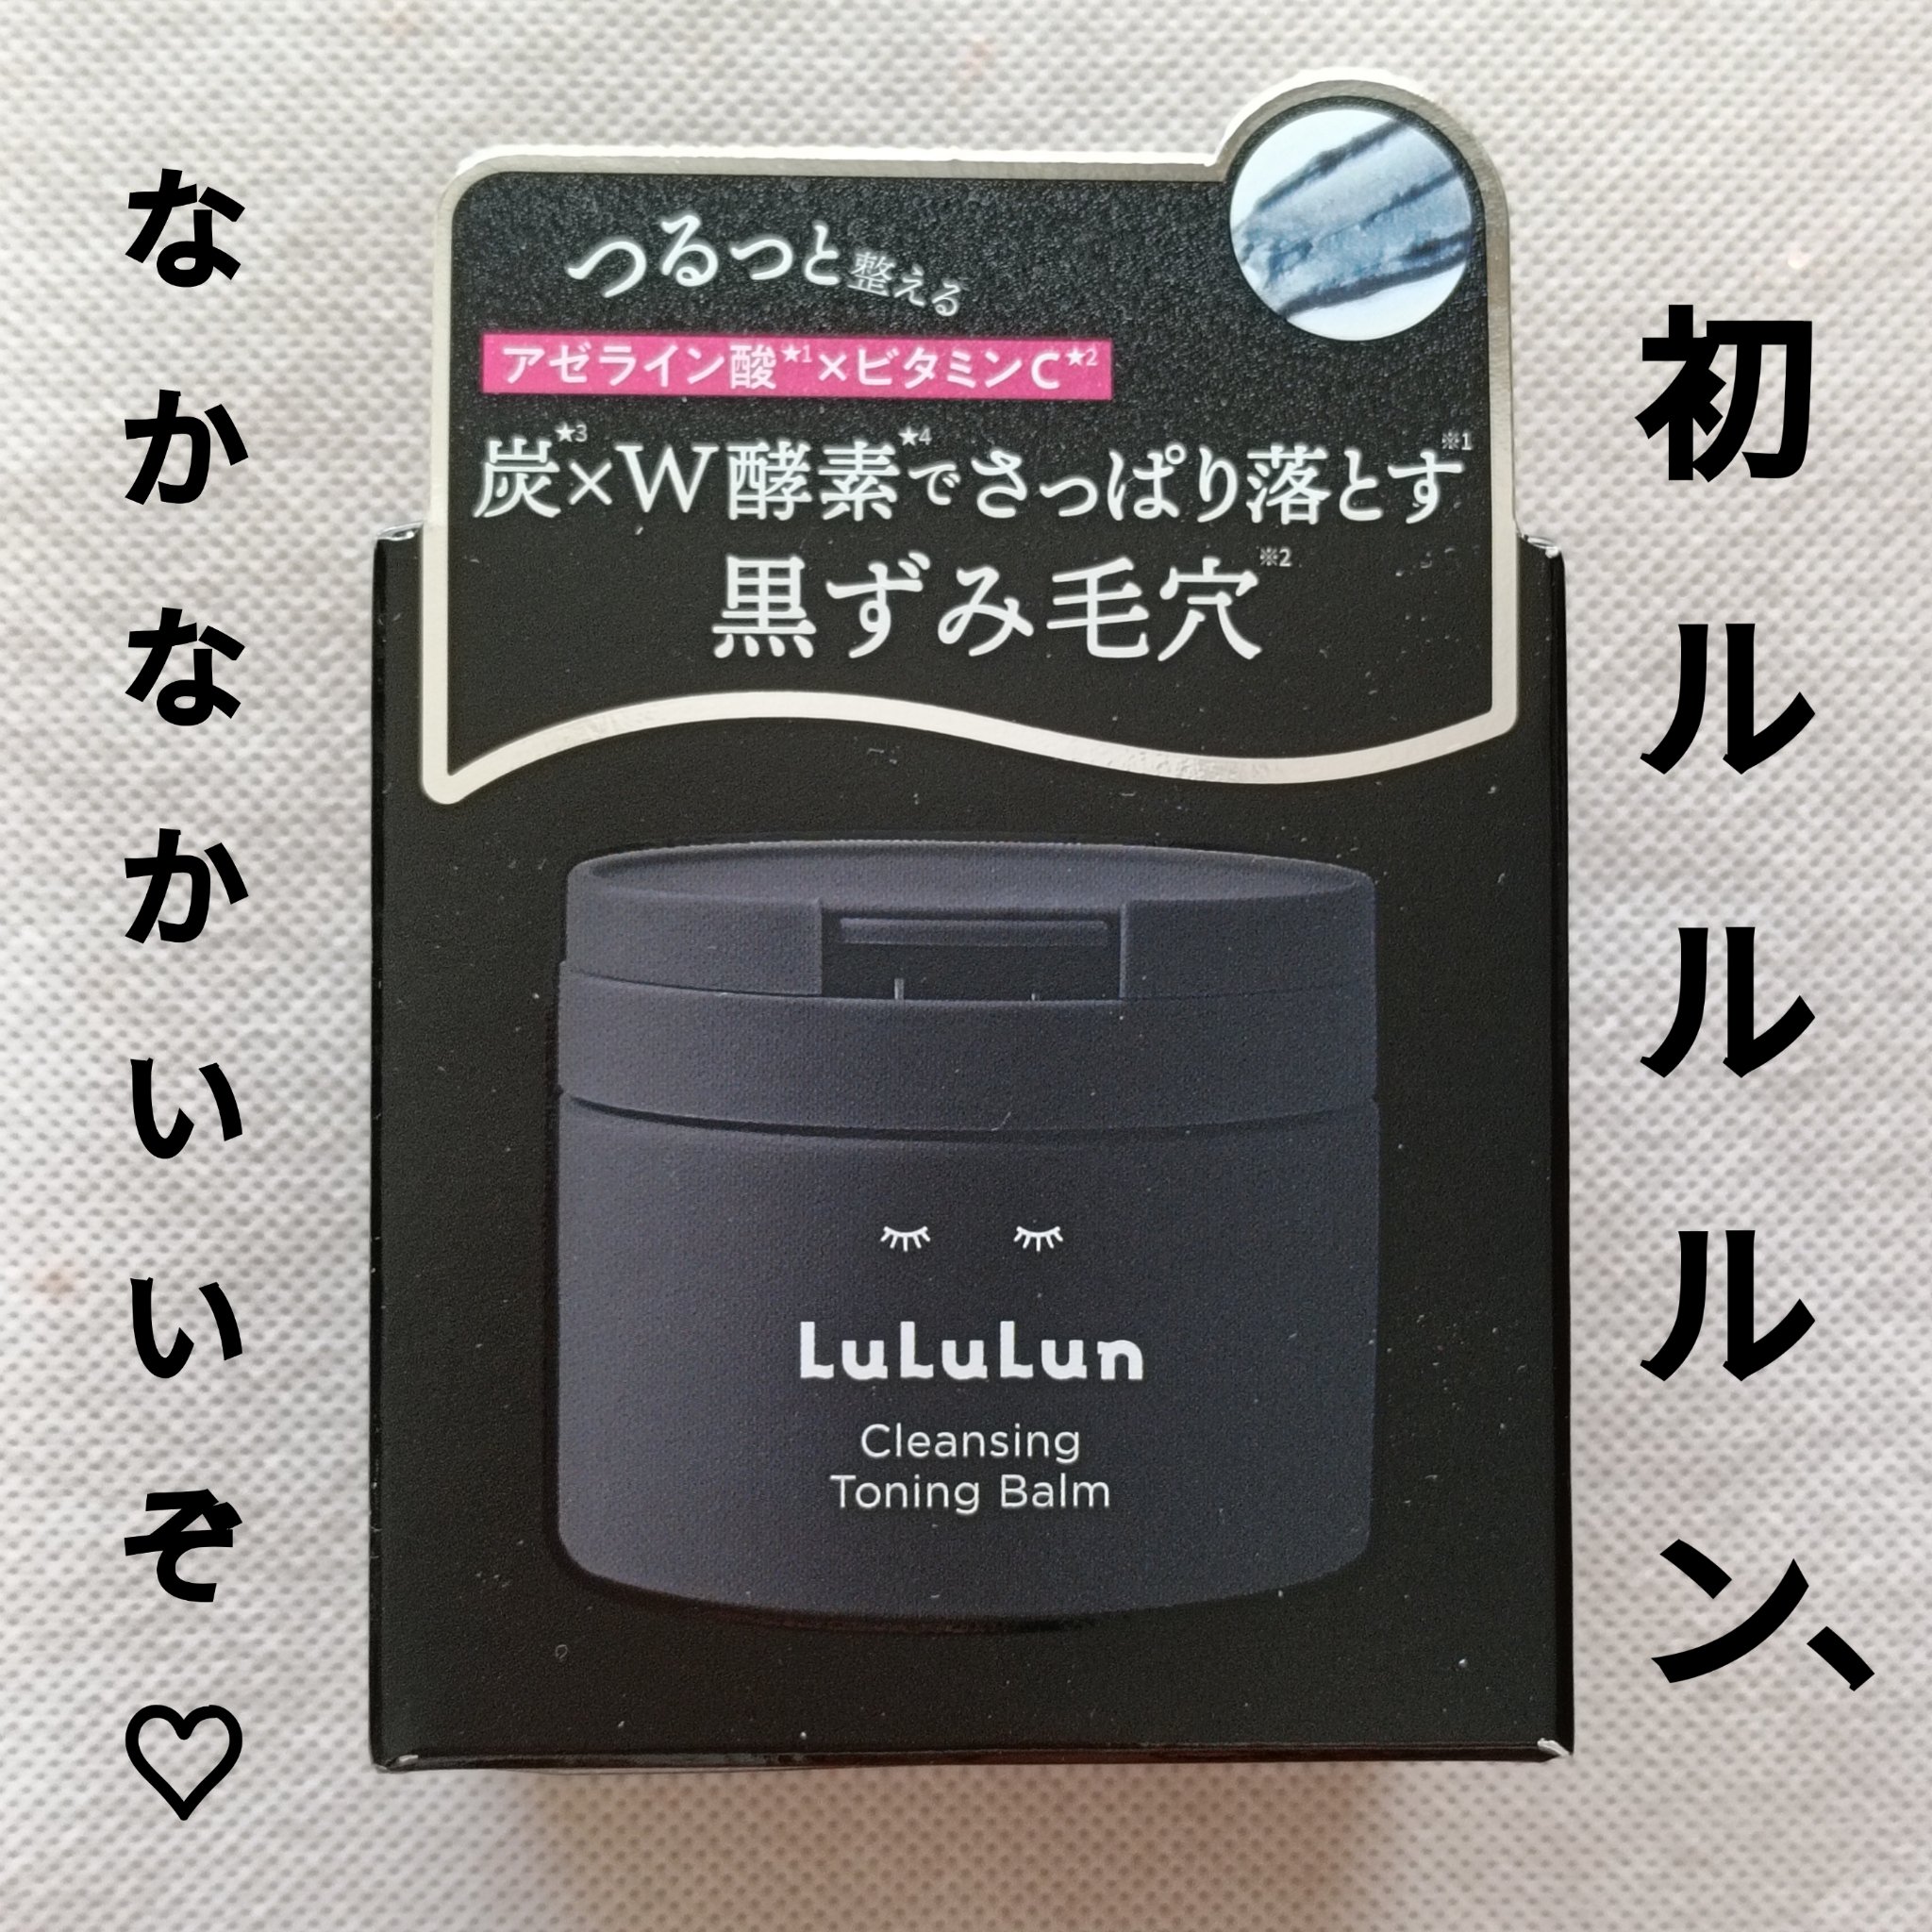 初ルルルン、
なかなかいいぞ♡
つるつと整える
アゼライン酸★1×ビタミンC★2
炭★3×W酵素★4でさっぱり落とす※1
黒ずみ毛穴※2
LuLuLun
Cleansing
Toning Balm